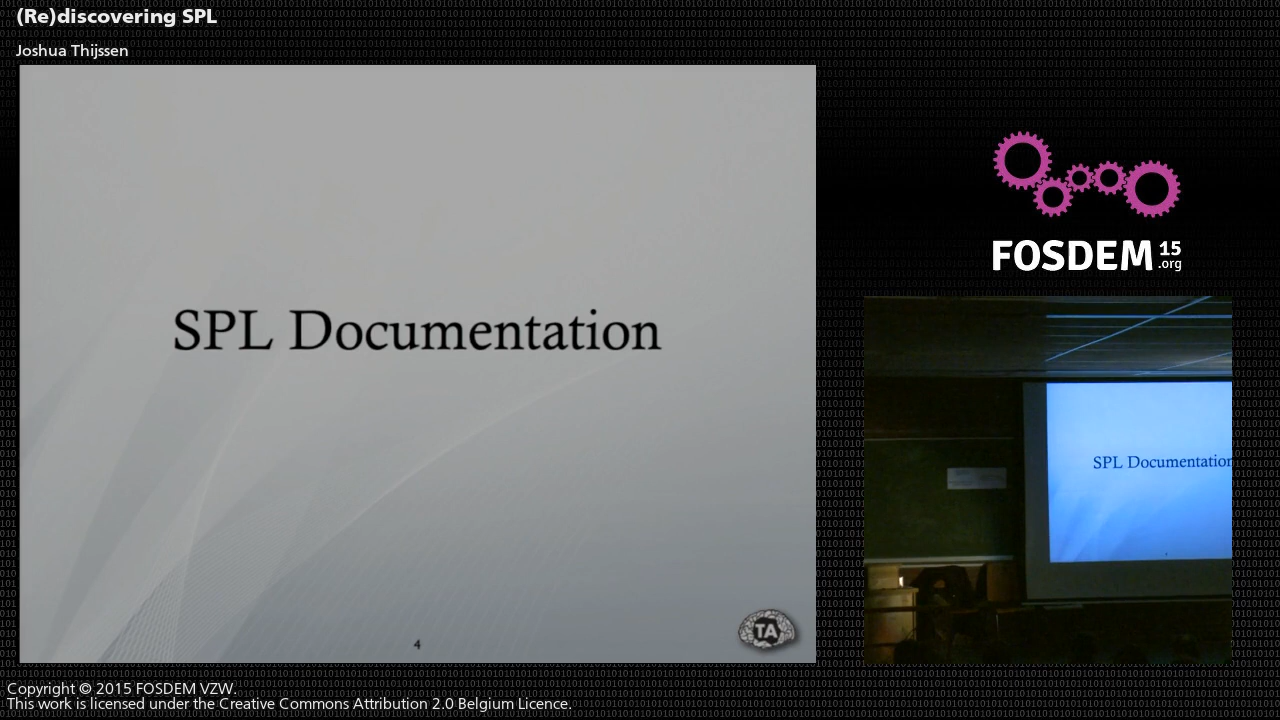 (Re)discovering SPL
Joshua Thijssen
SPL Documentation
4
TA
FOSDEM 15
.org
SPL Documentation
Copyright © 2015 FOSDEM VZW.
This work is licensed under the Creative Commons Attribution 2.0 Belgium Licence.